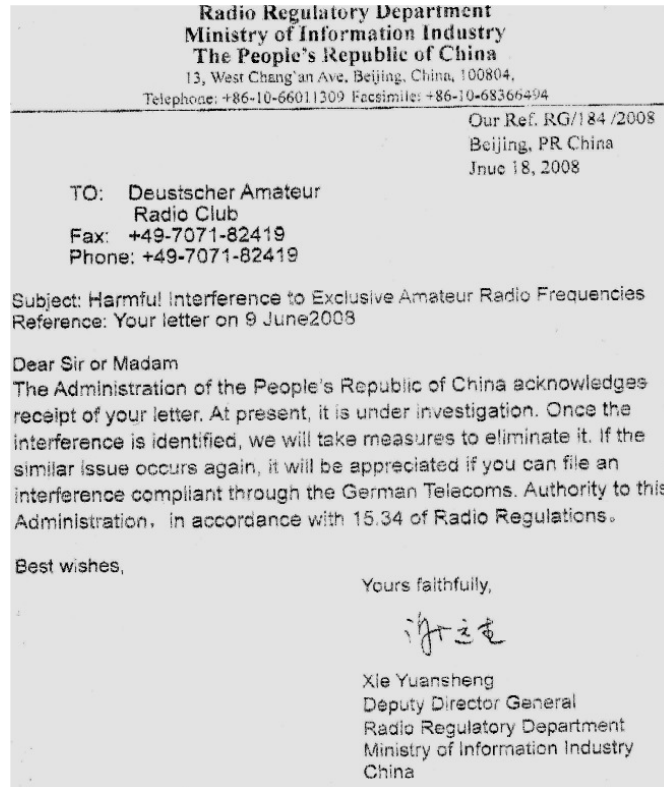 Radio Regulatory Department
Ministry of Information Industry
The People's Republic of China
13, West Chang'an Ave. Beijing, China, 100804.
Telephone: +86-10-66011309 Facsimile: +86-10-68366494
Our Ref. RG/184 /2008
Beijing, PR China
Jnue 18, 2008
TO: Deustscher Amateur
Radio Club
Fax: +49-7071-82419
Phone: +49-7071-82419
Subject: Harmful Interference to Exclusive Amateur Radio Frequencies
Reference: Your letter on 9 June2008
Dear Sir or Madam
The Administration of the People's Republic of China acknowledges
receipt of your letter. At present, it is under investigation. Once the
interference is identified, we will take measures to eliminate it. If the
similar issue occurs again, it will be appreciated if you can file an
interference compliant through the German Telecoms. Authority to this
Administration, in accordance with 15.34 of Radio Regulations。
Best wishes,
Yours faithfully,
Xie Yuansheng
Deputy Director General
Radio Regulatory Department
Ministry of Information Industry
China